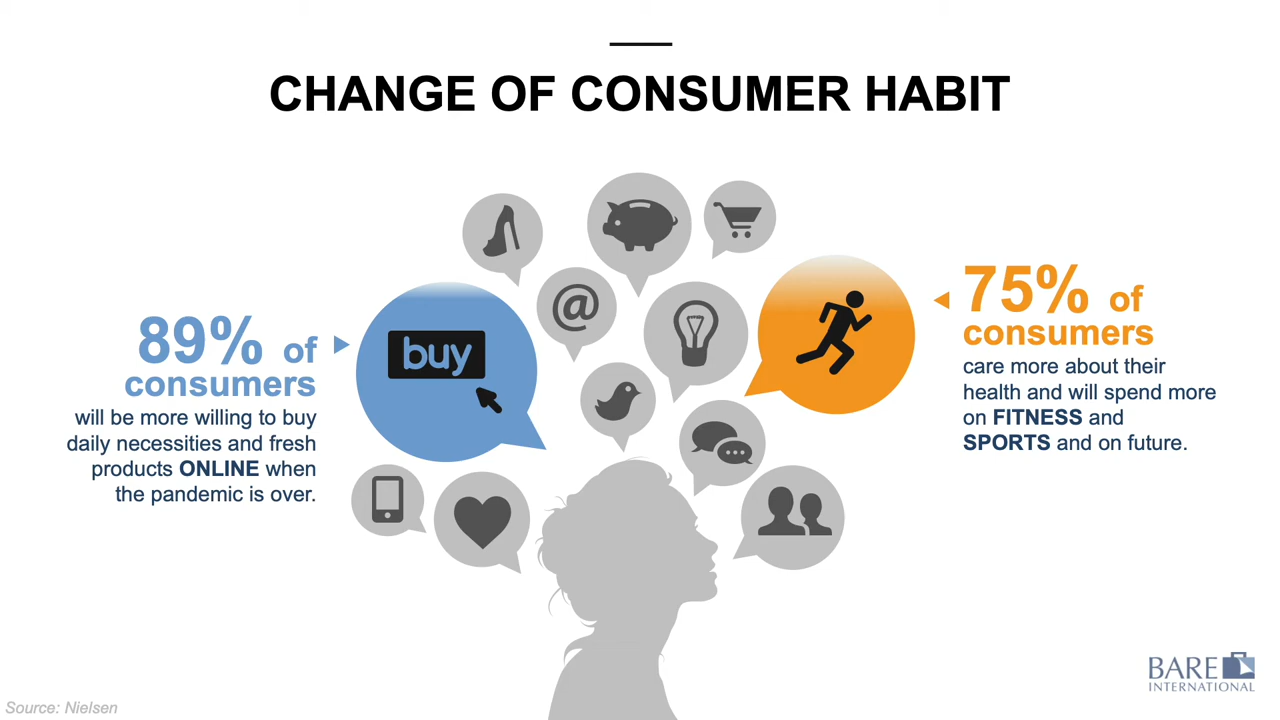 CHANGE OF CONSUMER HABIT
89% of
consumers
will be more willing to buy
daily necessities and fresh
products ONLINE when
the pandemic is over.
buy
@
75% of
consumers
care more about their
health and will spend more
on FITNESS and
SPORTS and on future.
Source: Nielsen
BARE
INTERNATIONAL